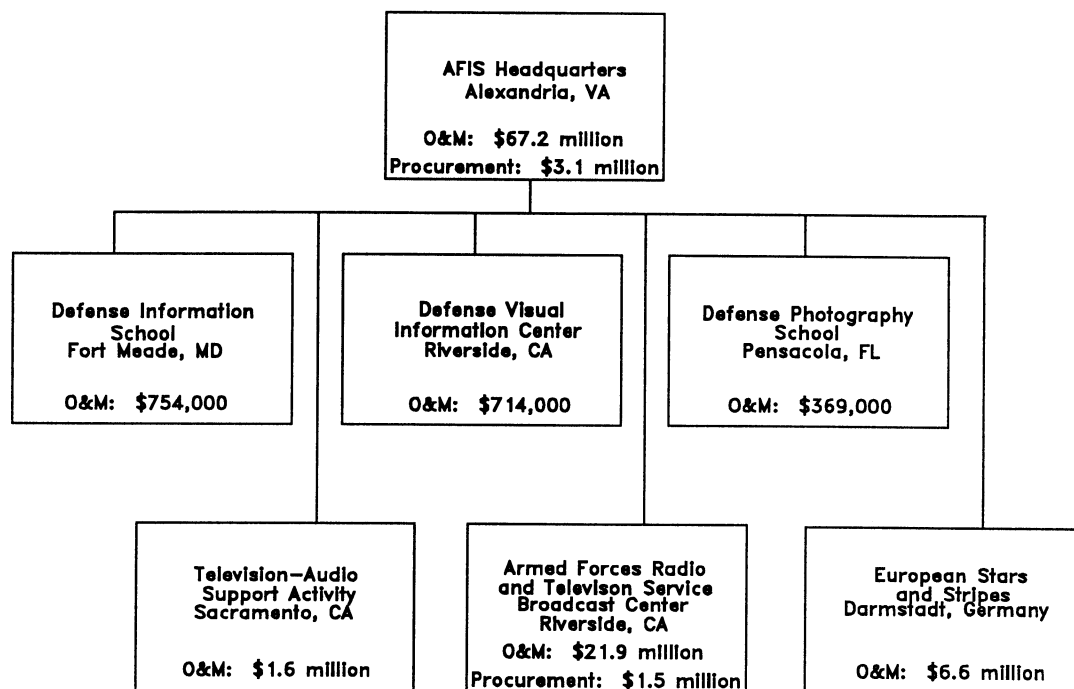 AFIS Headquarters
Alexandria, VA
O&M: $67.2 million
Procurement: $3.1 million
Defense Information
School
Fort Meade, MD
O&M: $754,000
Defense Visual
Information Center
Riverside, CA
O&M: $714,000
Defense Photography
School
Pensacola, FL
O&M: $369,000
Television-Audio
Support Activity
Sacramento, CA
O&M: $1.6 million
Armed Forces Radio
and Televison Service
Broadcast Center
Riverside, CA
O&M: $21.9 million
Procurement: $1.5 million
European Stars
and Stripes
Darmstadt, Germany
O&M: $6.6 million